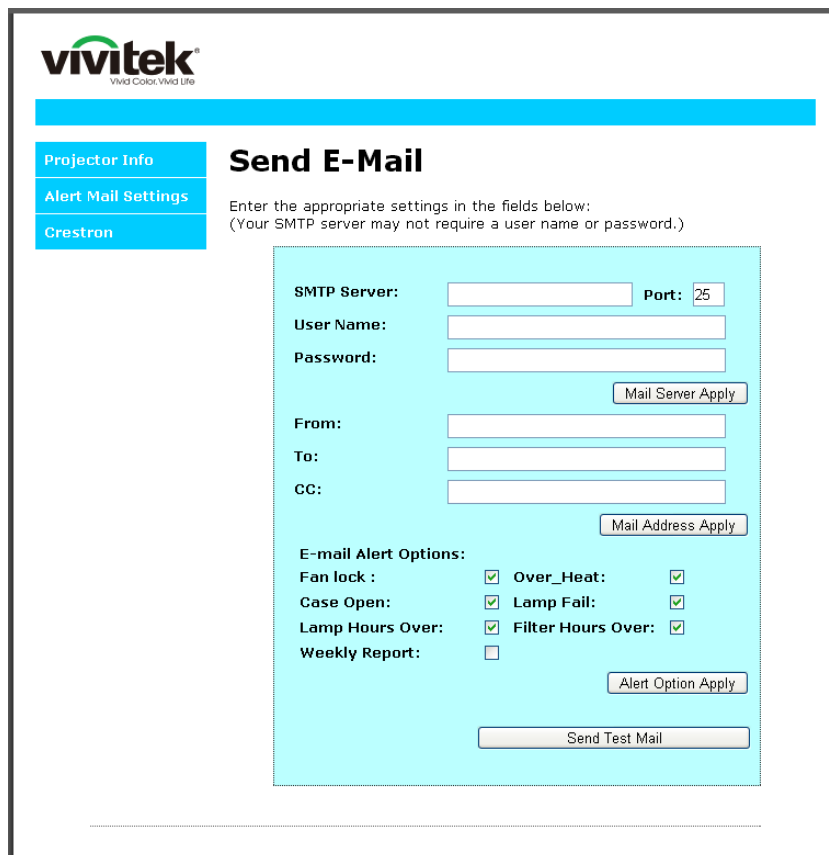 vivitek®
Vivid Color, Vivid Life
Projector Info
Alert Mail Settings
Crestron
Send E-Mail
Enter the appropriate settings in the fields below:
(Your SMTP server may not require a user name or password.)
SMTP Server: Port: 25
User Name:
Password:
Mail Server Apply
From:
To:
CC:
Mail Address Apply
E-mail Alert Options:
Fan lock : Over_Heat:
Case Open: Lamp Fail:
Lamp Hours Over: Filter Hours Over:
Weekly Report:
Alert Option Apply
Send Test Mail